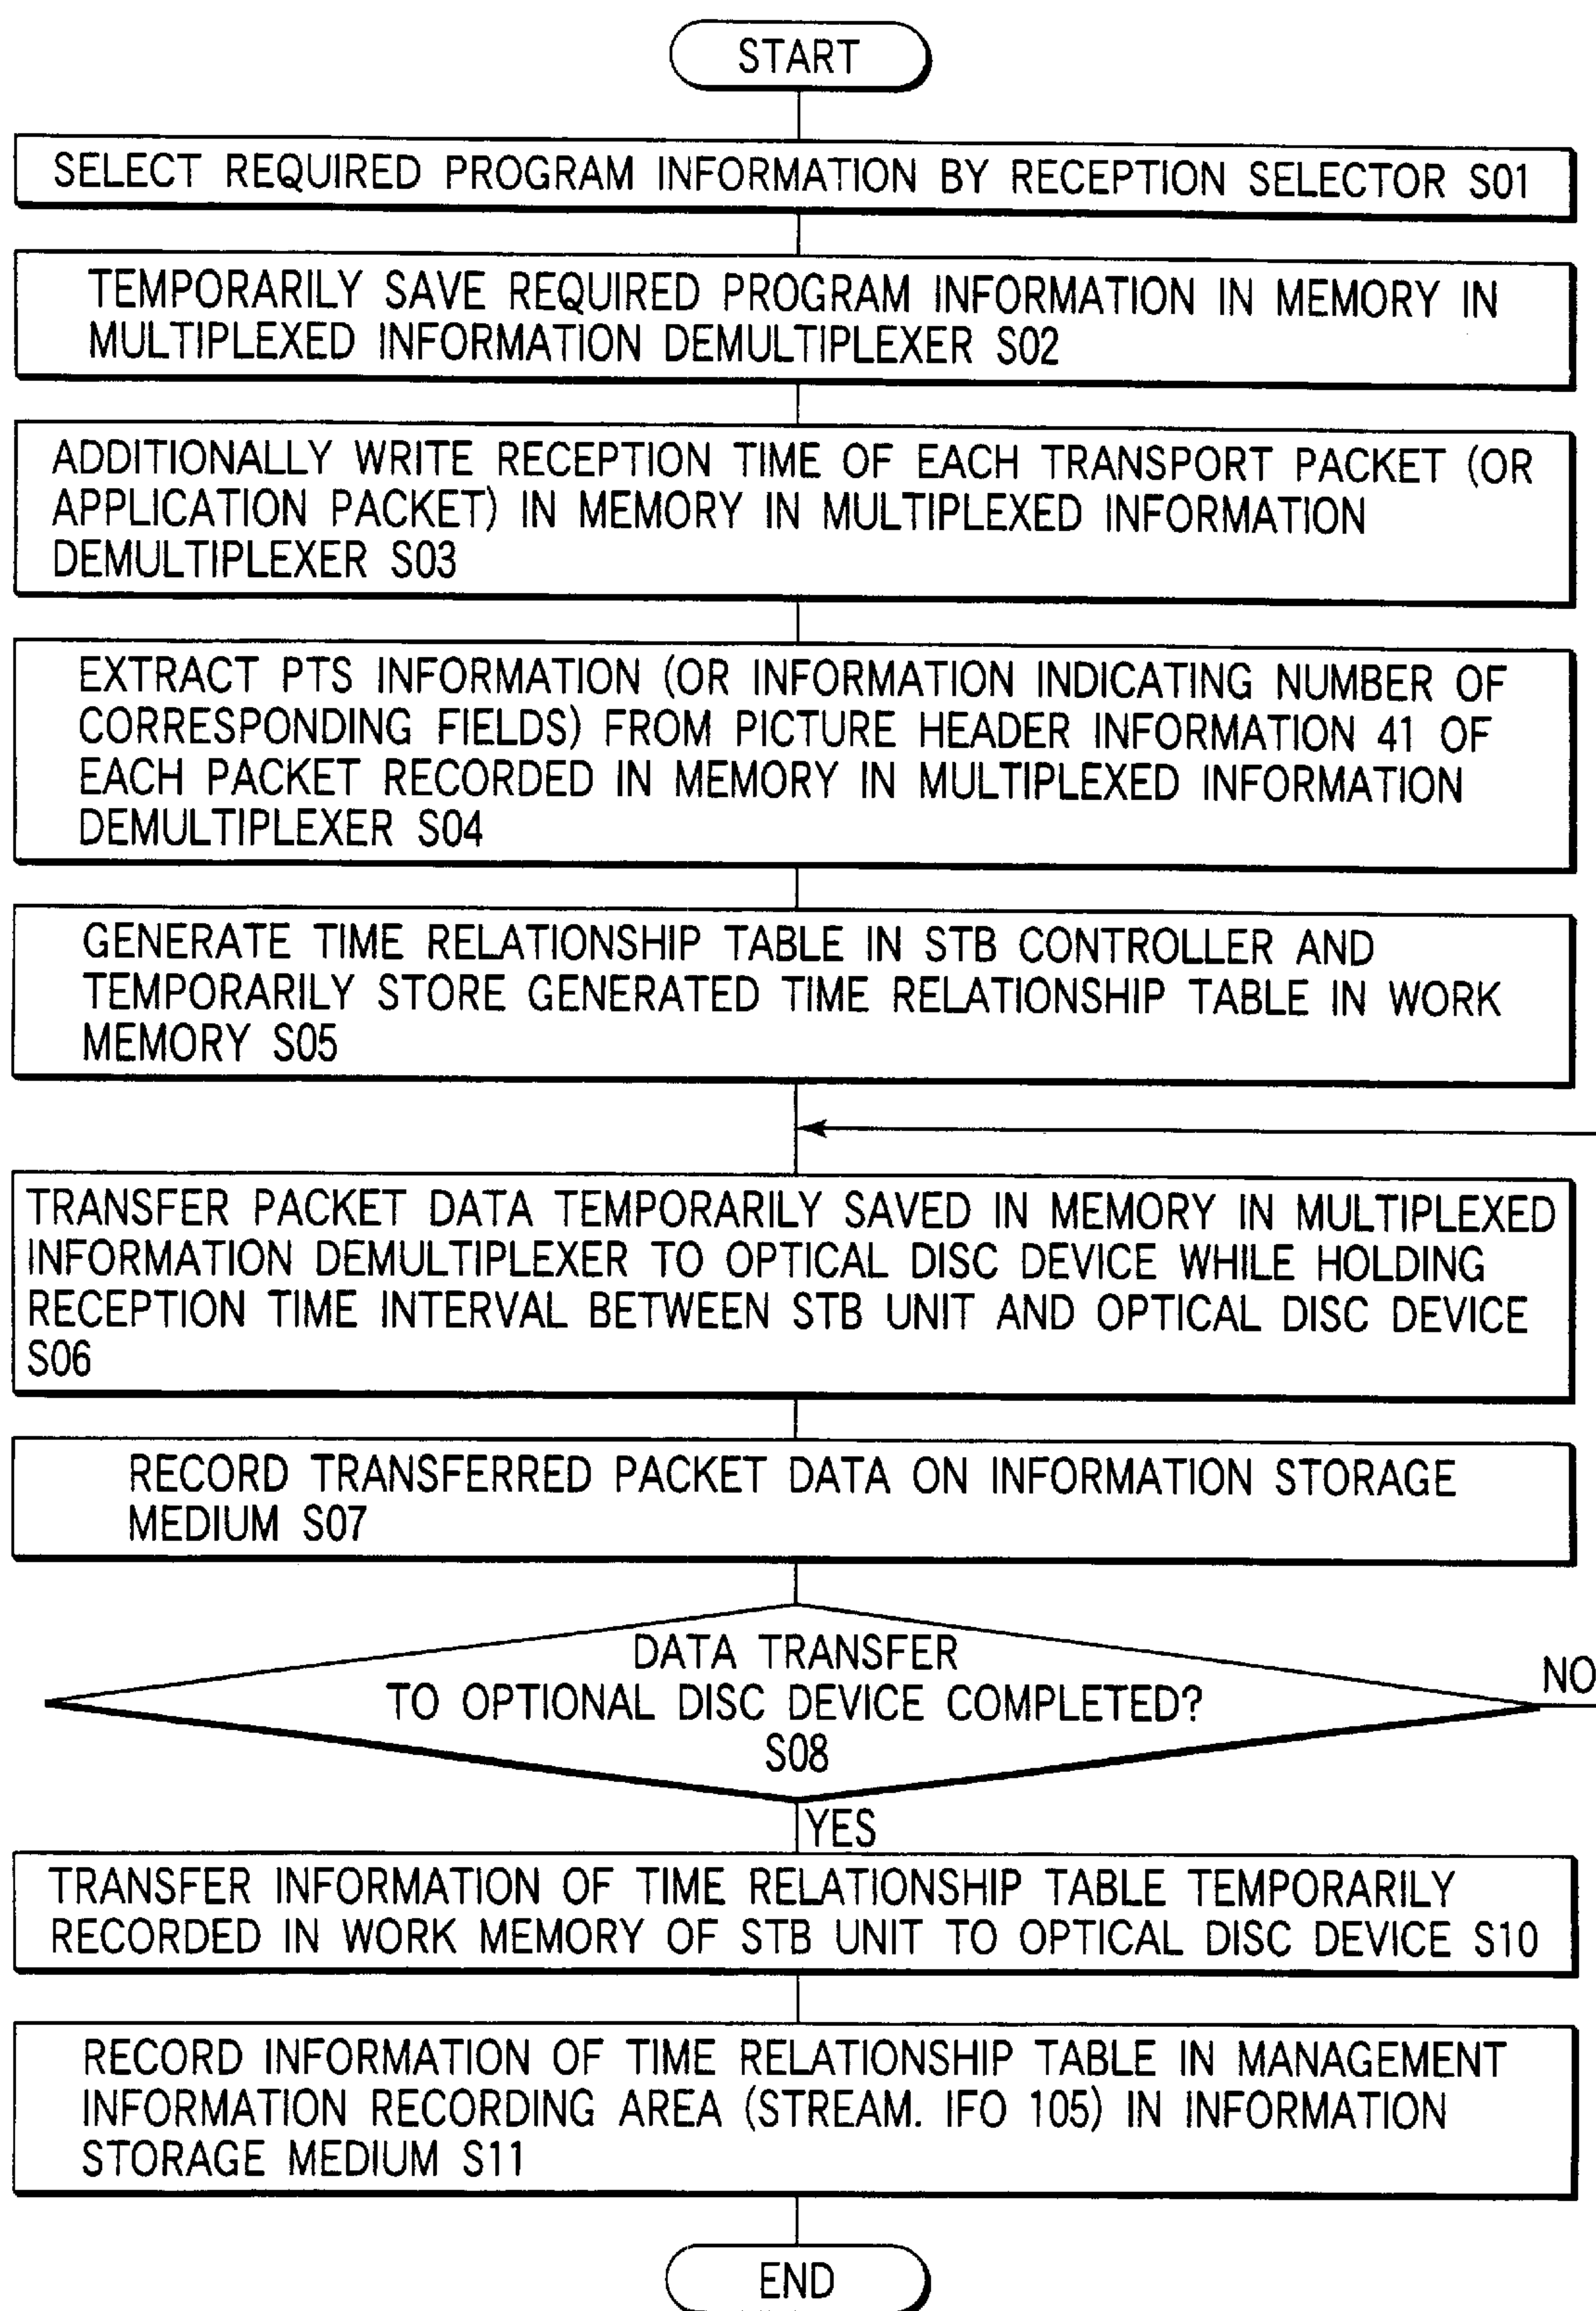 START
SELECT REQUIRED PROGRAM INFORMATION BY RECEPTION SELECTOR S01
TEMPORARILY SAVE REQUIRED PROGRAM INFORMATION IN MEMORY IN
MULTIPLEXED INFORMATION DEMULTIPLEXER S02
ADDITIONALLY WRITE RECEPTION TIME OF EACH TRANSPORT PACKET (OR
APPLICATION PACKET) IN MEMORY IN MULTIPLEXED INFORMATION
DEMULTIPLEXER S03
EXTRACT PTS INFORMATION (OR INFORMATION INDICATING NUMBER OF
CORRESPONDING FIELDS) FROM PICTURE HEADER INFORMATION 41 OF
EACH PACKET RECORDED IN MEMORY IN MULTIPLEXED INFORMATION
DEMULTIPLEXER S04
GENERATE TIME RELATIONSHIP TABLE IN STB CONTROLLER AND
TEMPORARILY STORE GENERATED TIME RELATIONSHIP TABLE IN WORK
MEMORY S05
TRANSFER PACKET DATA TEMPORARILY SAVED IN MEMORY IN MULTIPLEXED
INFORMATION DEMULTIPLEXER TO OPTICAL DISC DEVICE WHILE HOLDING
RECEPTION TIME INTERVAL BETWEEN STB UNIT AND OPTICAL DISC DEVICE
S06
RECORD TRANSFERRED PACKET DATA ON INFORMATION STORAGE
MEDIUM S07
DATA TRANSFER
TO OPTIONAL DISC DEVICE COMPLETED?
S08
NO
YES
TRANSFER INFORMATION OF TIME RELATIONSHIP TABLE TEMPORARILY
RECORDED IN WORK MEMORY OF STB UNIT TO OPTICAL DISC DEVICE S10
RECORD INFORMATION OF TIME RELATIONSHIP TABLE IN MANAGEMENT
INFORMATION RECORDING AREA (STREAM. IFO 105) IN INFORMATION
STORAGE MEDIUM S11
END